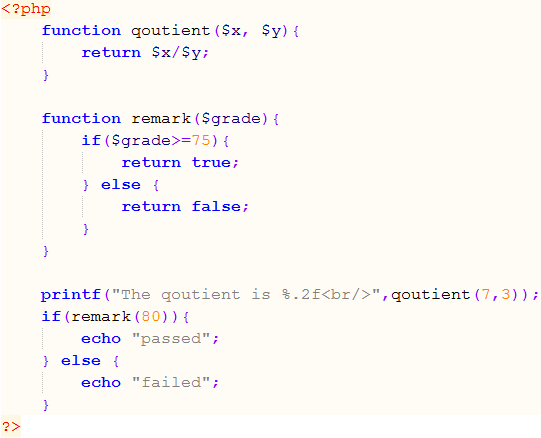 <?php
function qoutient($x, $y){
return $x/$y;
}
function remark($grade){
if($grade>=75){
return true;
} else {
return false;
}
}
printf("The qoutient is %.2f<br/>",qoutient(7,3));
if(remark(80)){
echo "passed";
} else {
echo "failed";
}
?>